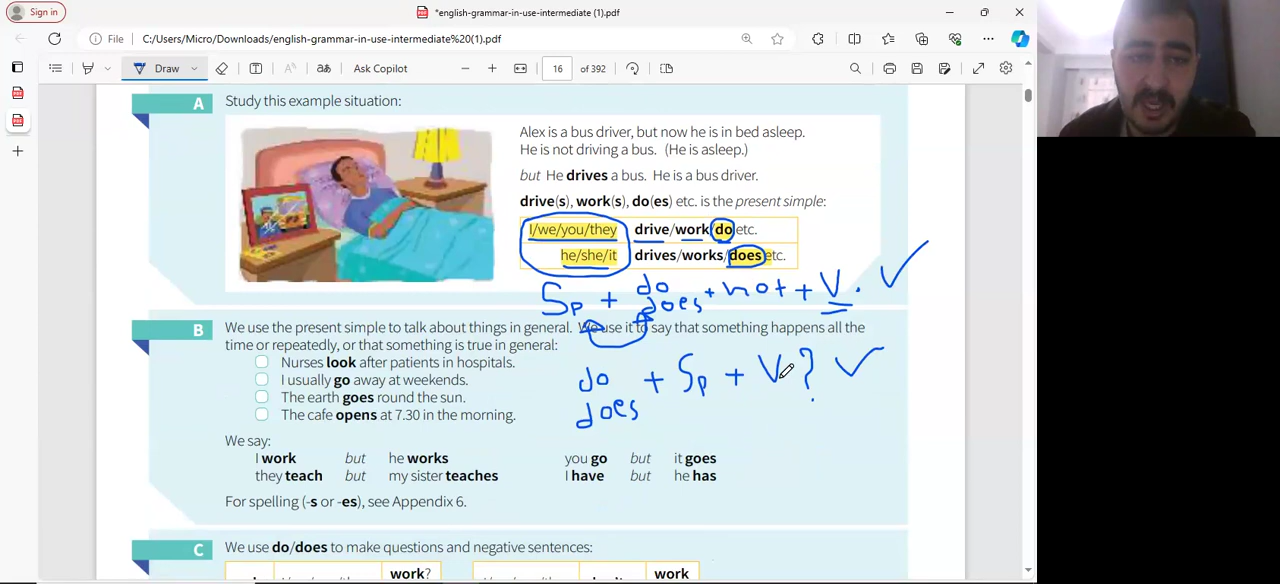 Sign in
*english-grammar-in-use-intermediate (1).pdf
File C:/Users/Micro/Downloads/english-grammar-in-use-intermediate%20(1).pdf
Draw
Ask Copilot
16 of 392
A Study this example situation:
Alex is a bus driver, but now he is in bed asleep.
He is not driving a bus. (He is asleep.)
but He drives a bus. He is a bus driver.
drive(s), work(s), do(es) etc. is the present simple:
I/we/you/they drive/work/do etc.
he/she/it drives/works/does etc.
Sp + do does + not + V.
B We use the present simple to talk about things in general. We use it to say that something happens all the
time or repeatedly, or that something is true in general:
Nurses look after patients in hospitals.
I usually go away at weekends.
The earth goes round the sun.
The cafe opens at 7.30 in the morning.
do does + Sp + V?
We say:
I work but he works you go but it goes
they teach but my sister teaches I have but he has
For spelling (-s or -es), see Appendix 6.
C We use do/does to make questions and negative sentences:
work? work